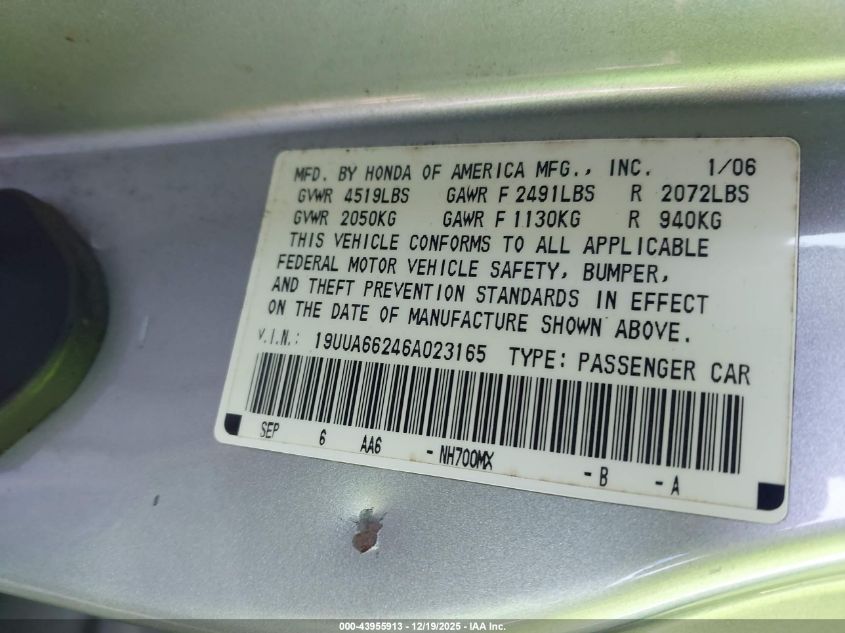 MFD. BY HONDA OF AMERICA MFG., INC. 1/06
GVWR 4519LBS GAWR F 2491LBS R 2072LBS
GVWR 2050KG GAWR F 1130KG R 940KG
THIS VEHICLE CONFORMS TO ALL APPLICABLE
FEDERAL MOTOR VEHICLE SAFETY, BUMPER,
AND THEFT PREVENTION STANDARDS IN EFFECT
ON THE DATE OF MANUFACTURE SHOWN ABOVE.
V.I.N.: 19UUA66246A023165 TYPE: PASSENGER CAR
SEP 6 AA6 - NH700MX - B - A
000-43955913 - 12/19/2025 - IAA Inc.